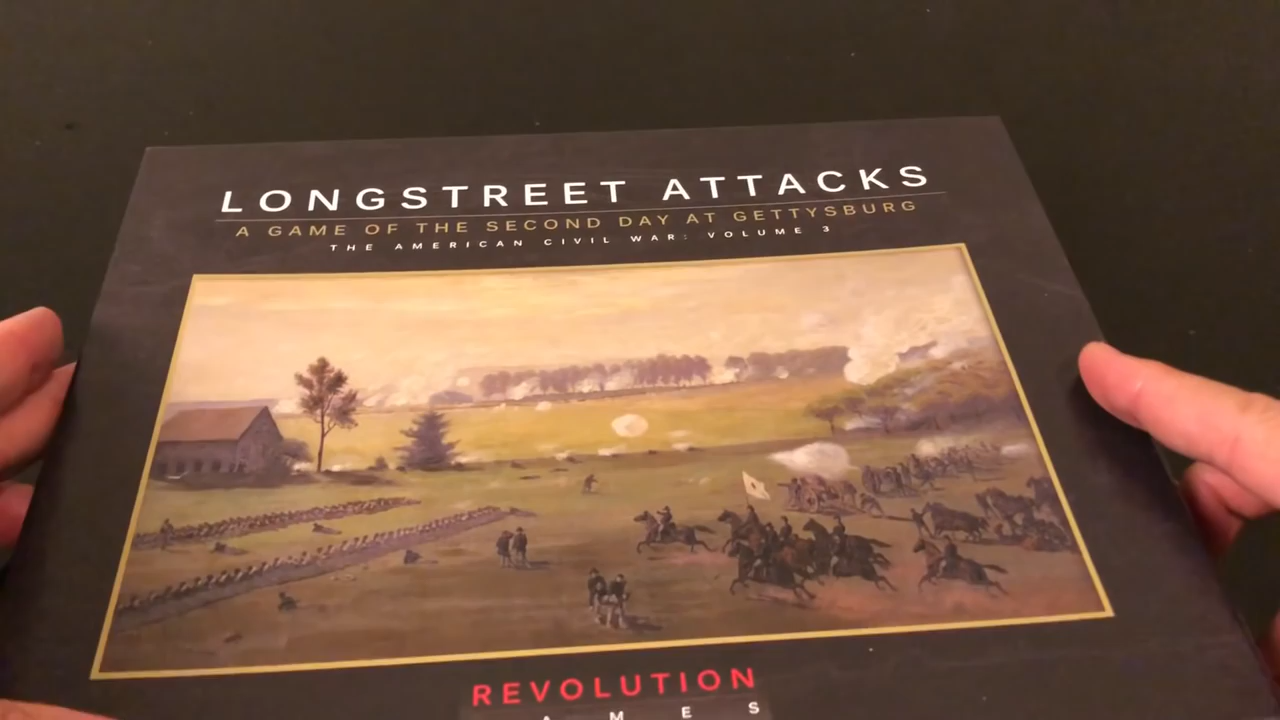 LONGSTREET ATTACKS
A GAME OF THE SECOND DAY AT GETTYSBURG
THE AMERICAN CIVIL WAR: VOLUME 3
REVOLUTION
A M E S